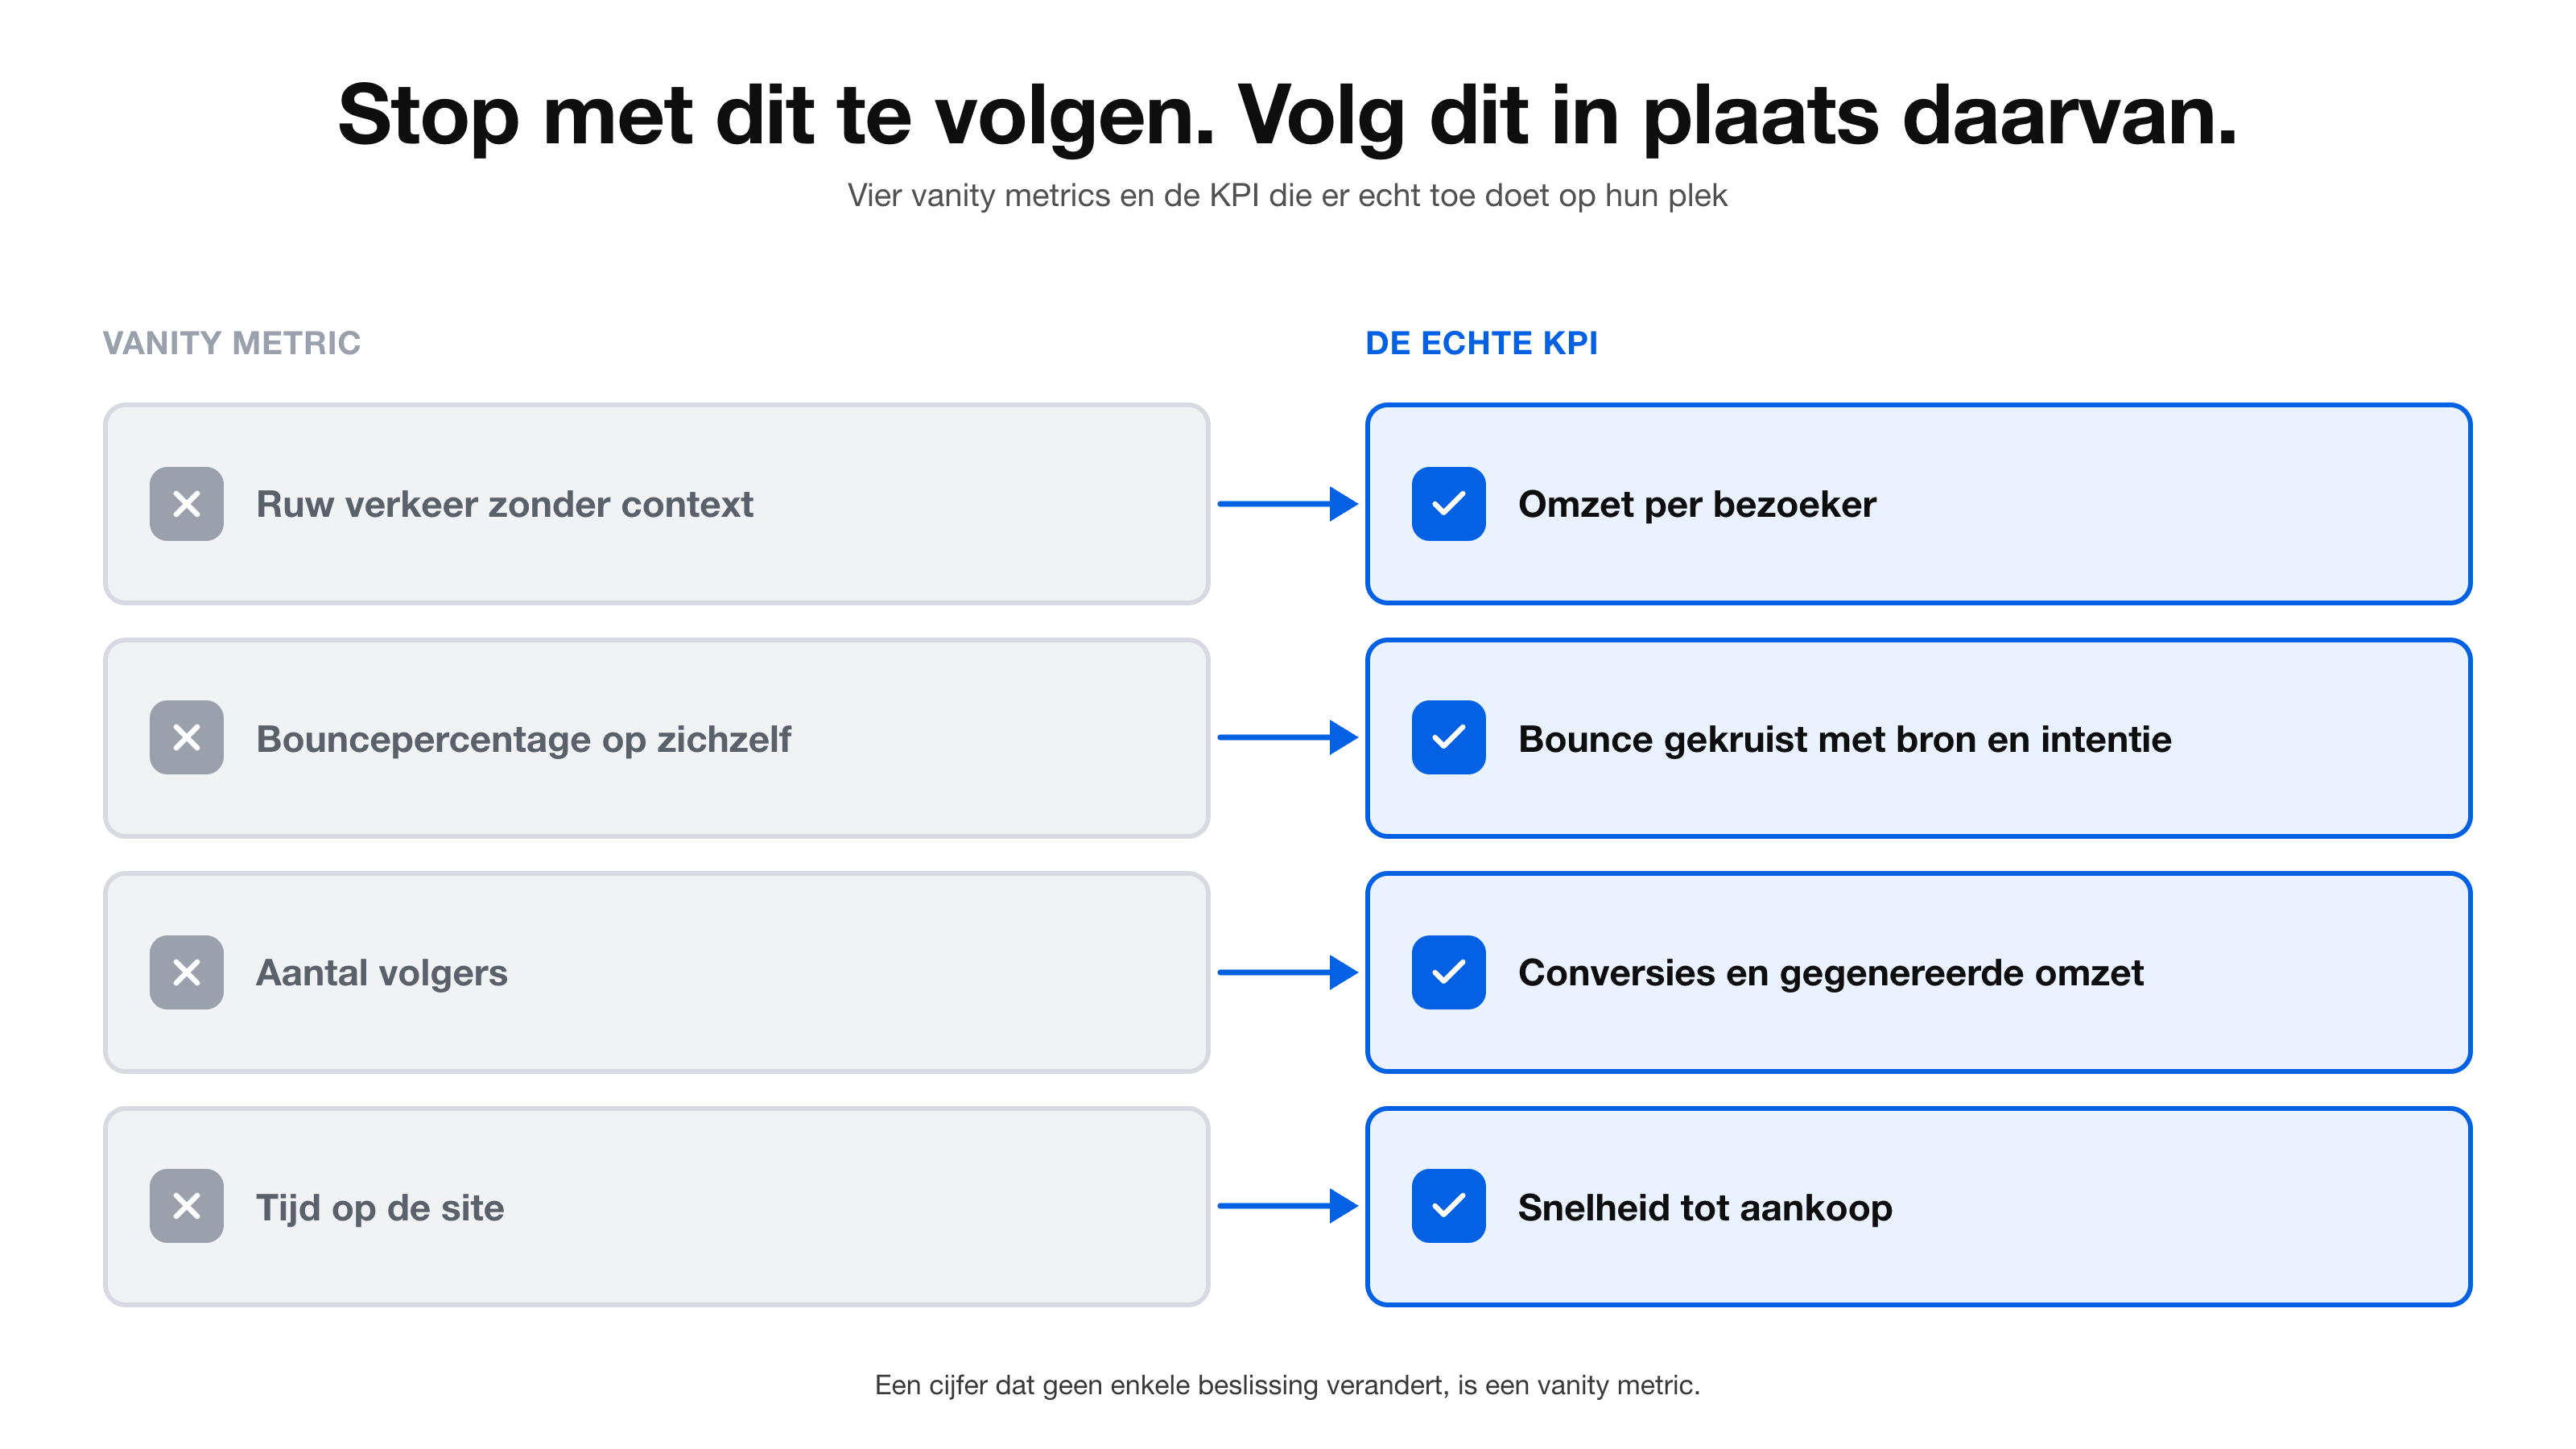 Stop met dit te volgen. Volg dit in plaats daarvan.
Vier vanity metrics en de KPI die er echt toe doet op hun plek
VANITY METRIC
DE ECHTE KPI
Ruw verkeer zonder context
Omzet per bezoeker
Bouncepercentage op zichzelf
Bounce gekruist met bron en intentie
Aantal volgers
Conversies en gegenereerde omzet
Tijd op de site
Snelheid tot aankoop
Een cijfer dat geen enkele beslissing verandert, is een vanity metric.